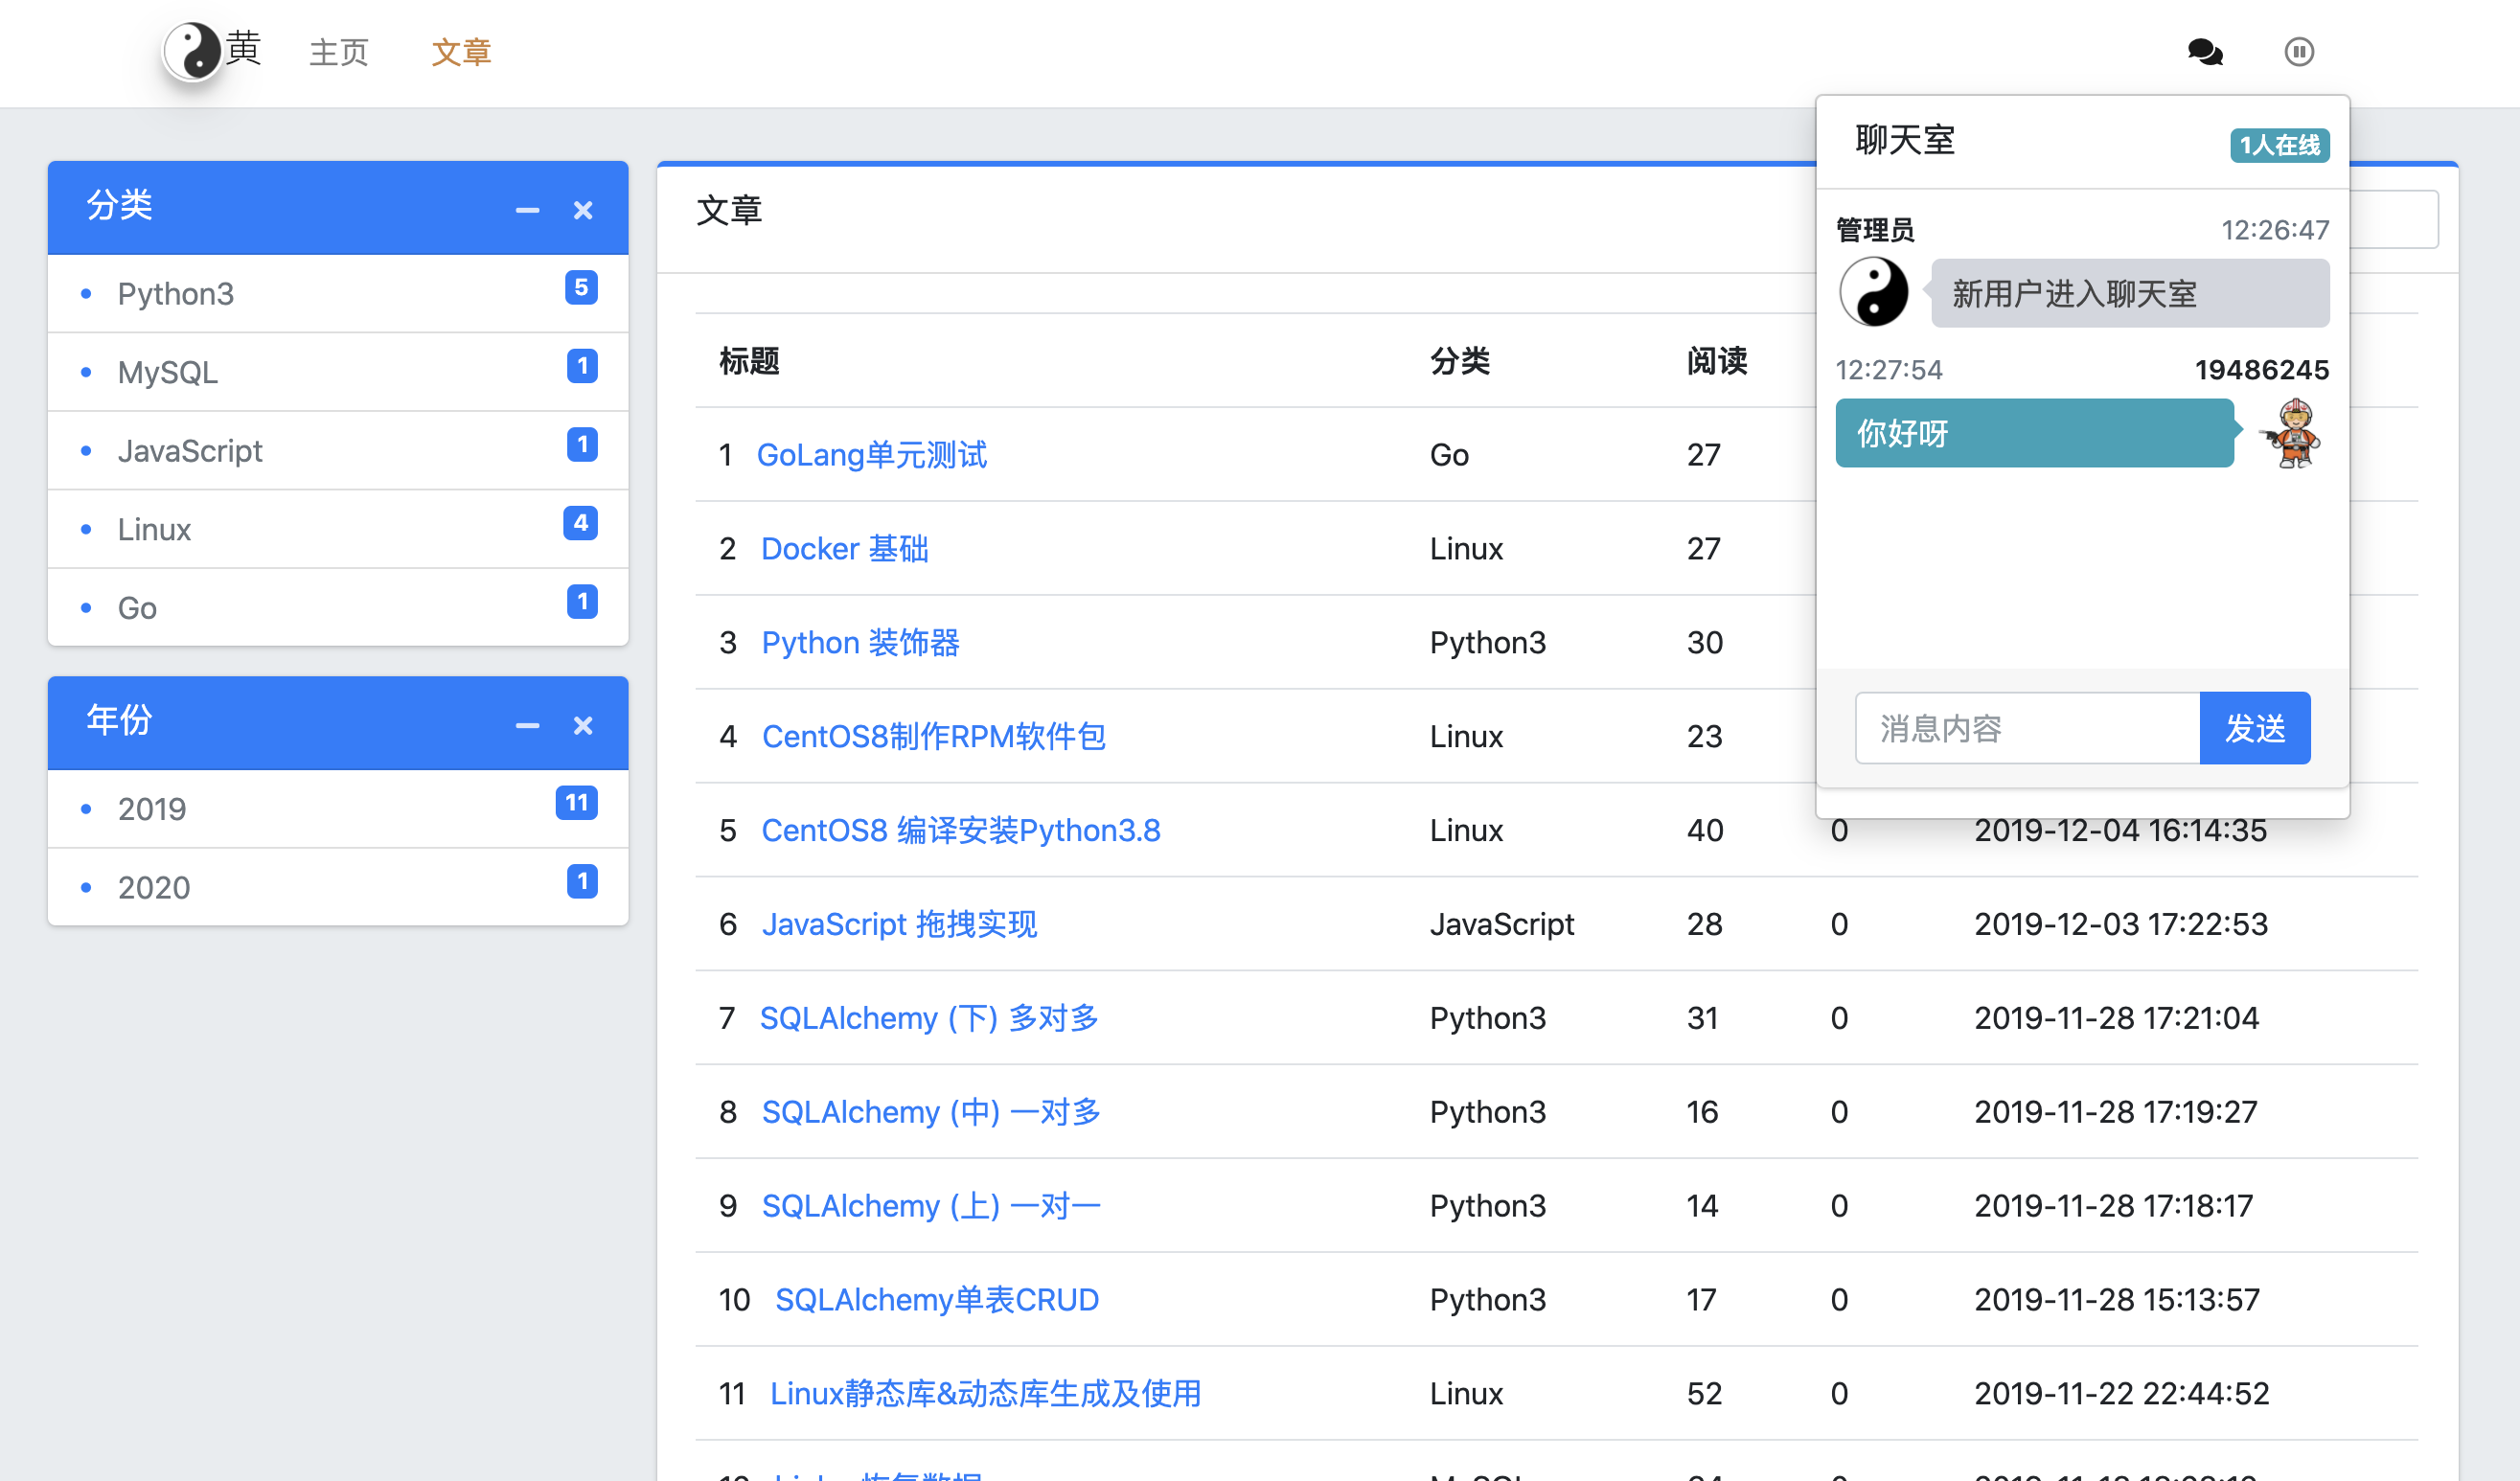 黄 主页 文章
分类
Python3 5
MySQL 1
JavaScript 1
Linux 4
Go 1
年份
2019 11
2020 1
文章
标题 分类 阅读
1 GoLang单元测试 Go 27
2 Docker 基础 Linux 27
3 Python 装饰器 Python3 30
4 CentOS8制作RPM软件包 Linux 23
5 CentOS8 编译安装Python3.8 Linux 40 0 2019-12-04 16:14:35
6 JavaScript 拖拽实现 JavaScript 28 0 2019-12-03 17:22:53
7 SQLAlchemy (下) 多对多 Python3 31 0 2019-11-28 17:21:04
8 SQLAlchemy (中) 一对多 Python3 16 0 2019-11-28 17:19:27
9 SQLAlchemy (上) 一对一 Python3 14 0 2019-11-28 17:18:17
10 SQLAlchemy单表CRUD Python3 17 0 2019-11-28 15:13:57
11 Linux静态库&动态库生成及使用 Linux 52 0 2019-11-22 22:44:52
聊天室 1人在线
管理员 12:26:47
新用户进入聊天室
12:27:54 19486245
你好呀
消息内容 发送